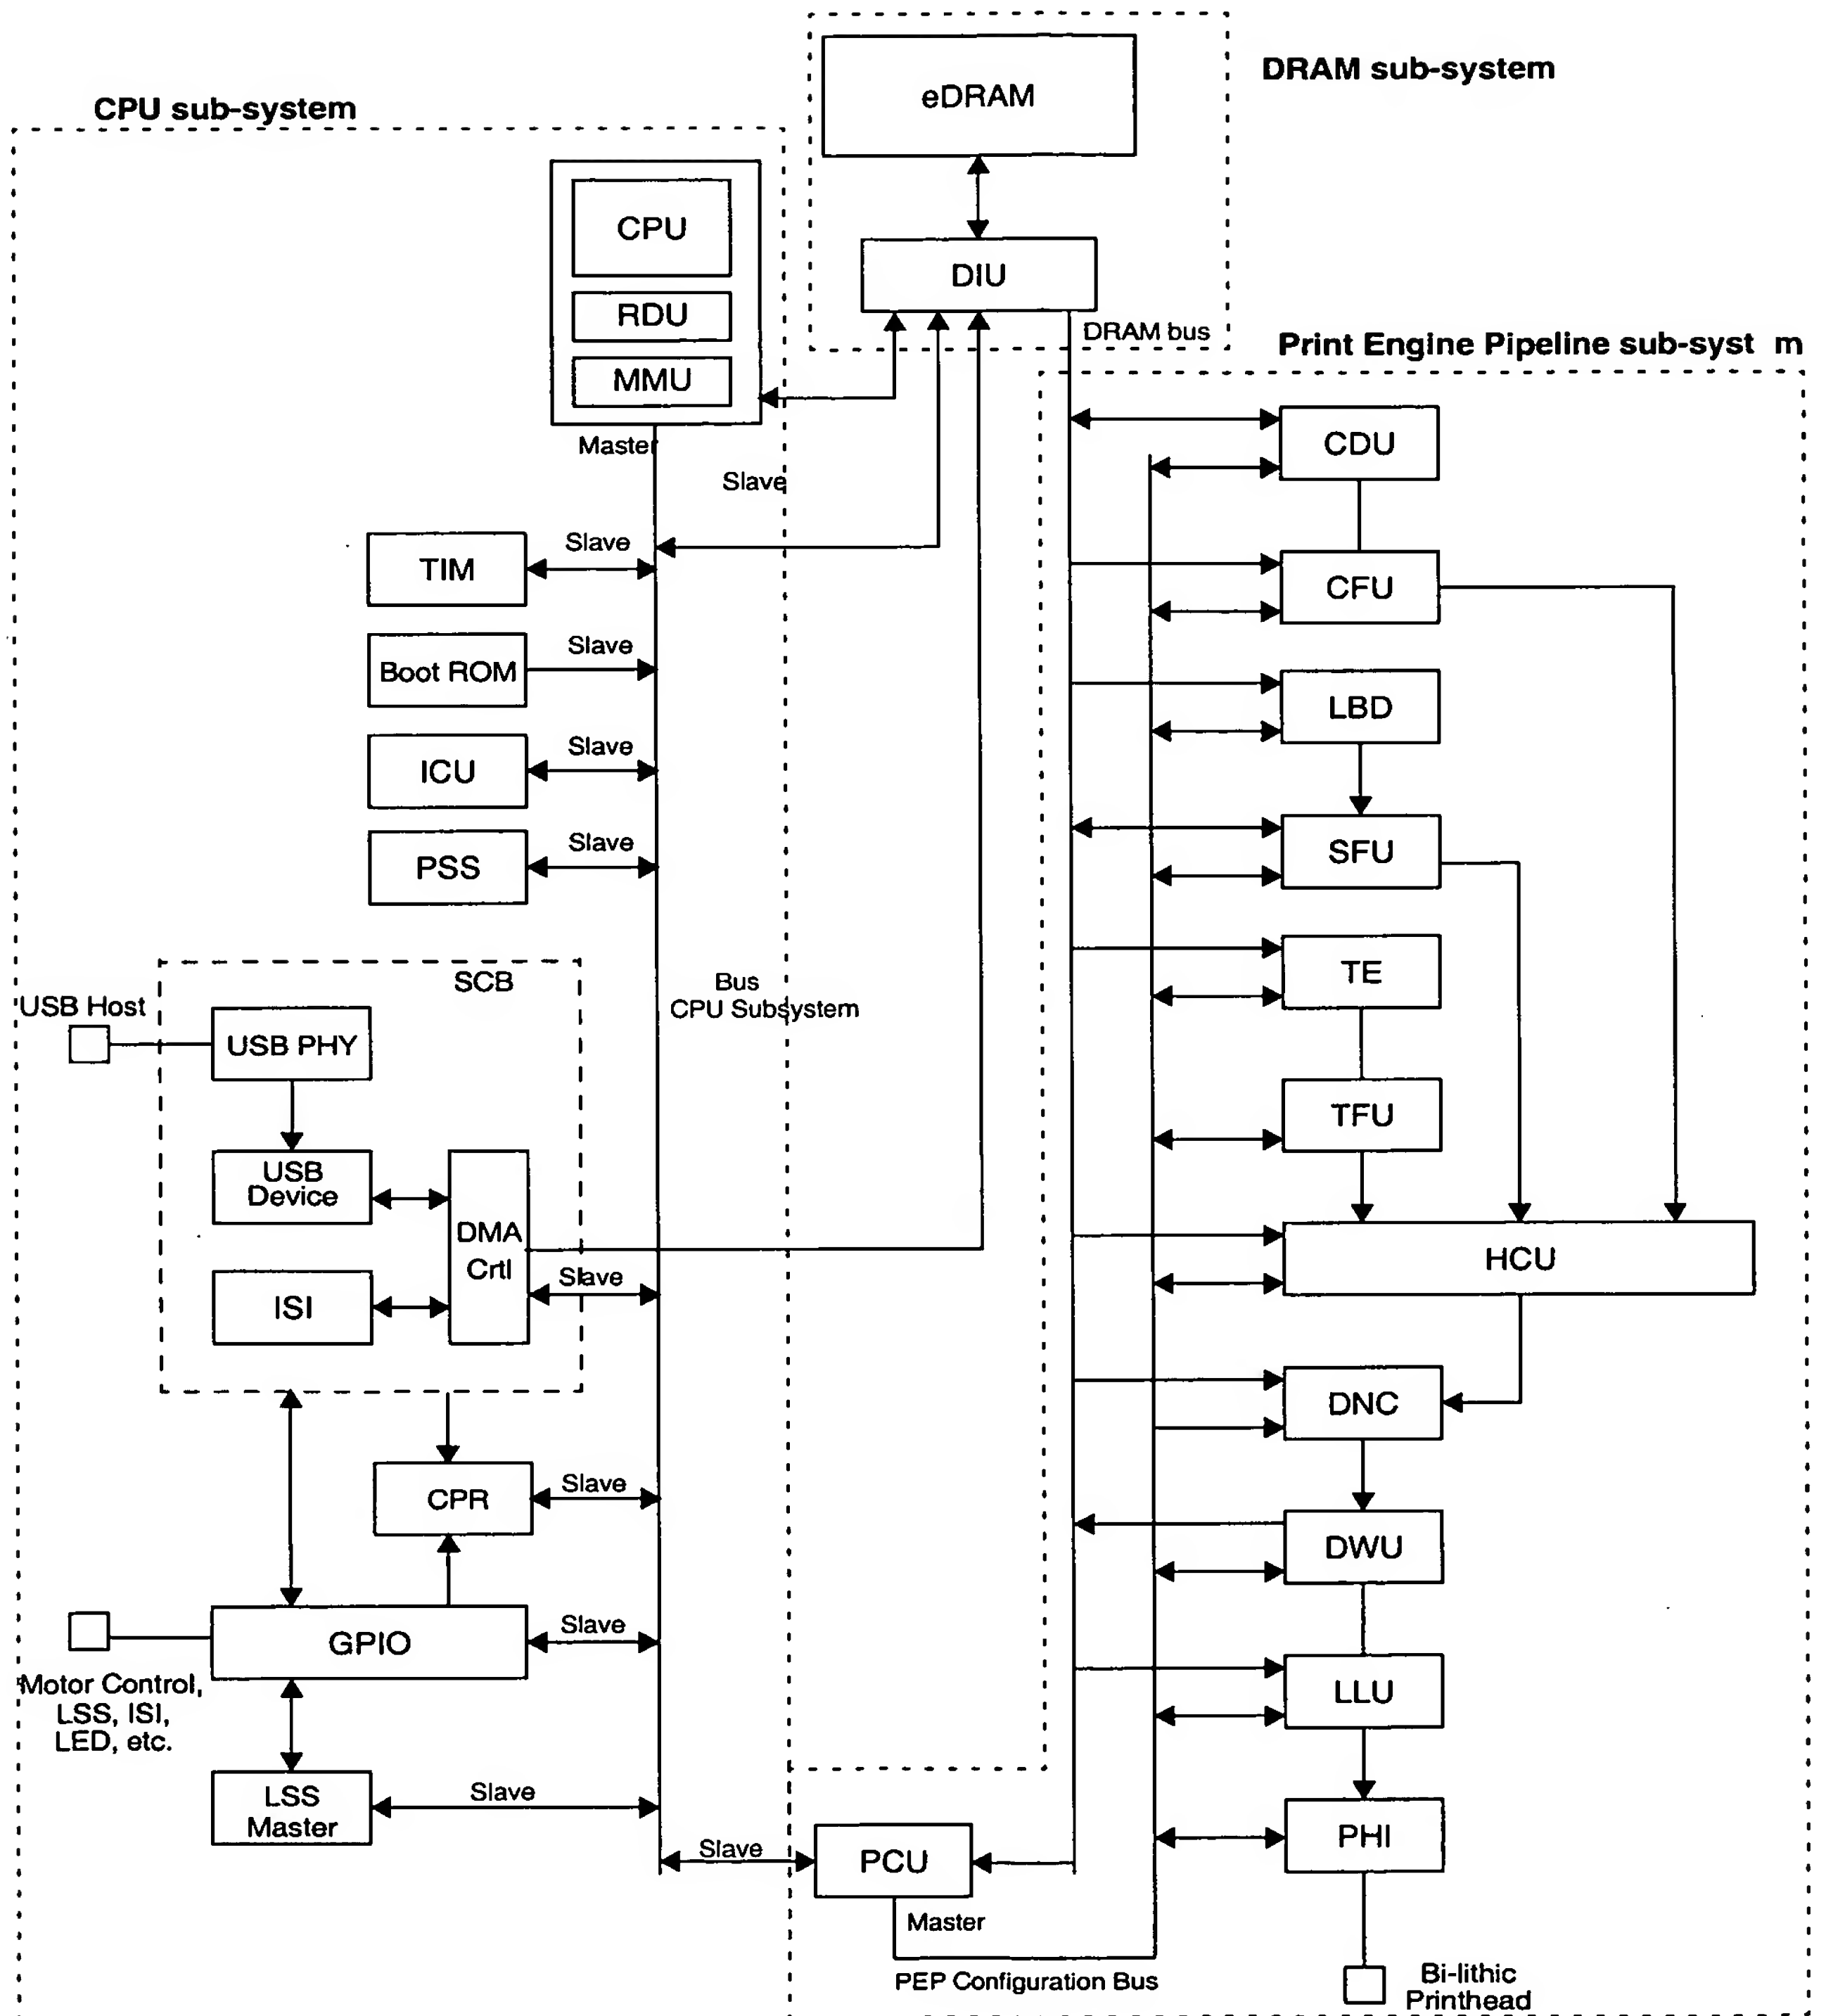 DRAM sub-system
CPU sub-system
eDRAM
CPU
DIU
RDU
DRAM bus
MMU
Print Engine Pipeline sub-syst m
Master
Slave
CDU
TIM
Slave
CFU
Boot ROM
Slave
LBD
ICU
Slave
PSS
Slave
SFU
SCB
USB Host
USB PHY
Bus
CPU Subsystem
TE
TFU
USB
Device
DMA
Crtl
Slave
ISI
HCU
DNC
CPR
Slave
DWU
GPIO
Slave
Motor Control,
LSS, ISI,
LED, etc.
LLU
LSS
Master
Slave
PHI
Slave
PCU
Master
PEP Configuration Bus
Bi-lithic
Printhead